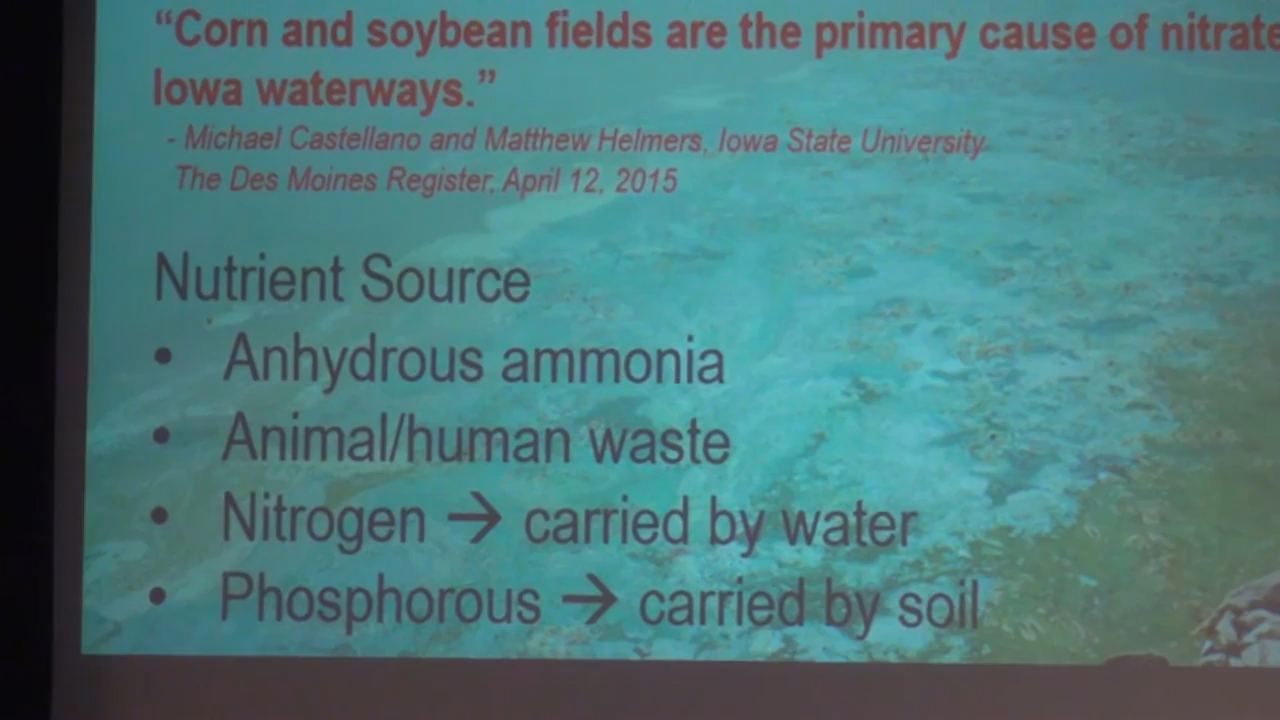 “Corn and soybean fields are the primary cause of nitrate
Iowa waterways.”
- Michael Castellano and Matthew Helmers, Iowa State University
The Des Moines Register, April 12, 2015
Nutrient Source
• Anhydrous ammonia
• Animal/human waste
• Nitrogen → carried by water
• Phosphorous → carried by soil